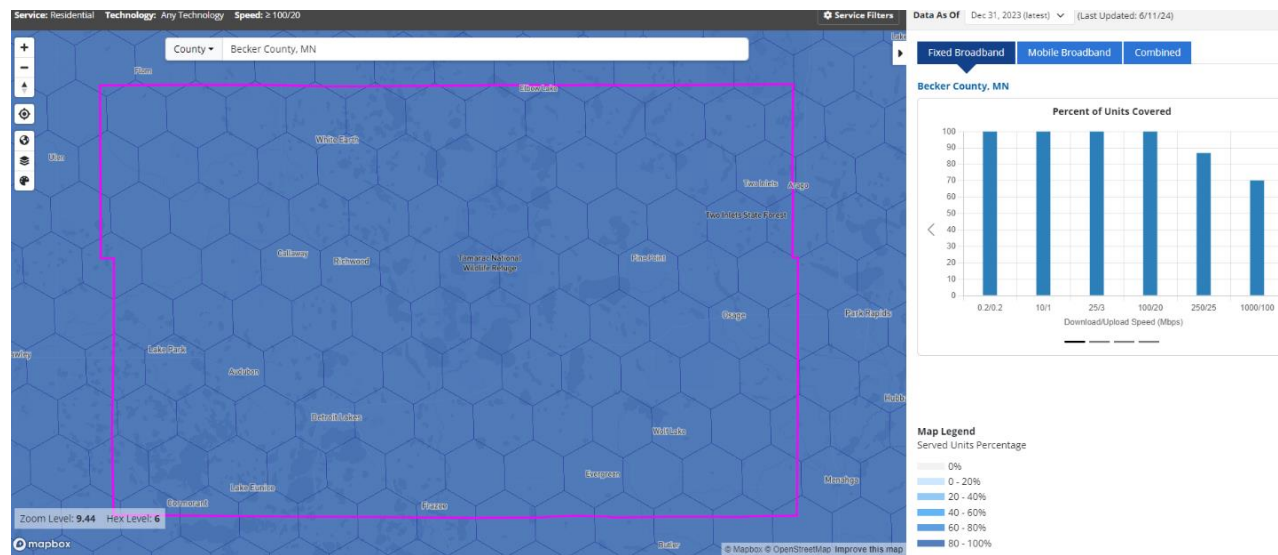 Service: Residential Technology: Any Technology Speed: ≥ 100/20
Service Filters
Data As Of Dec 31, 2023 (latest) (Last Updated: 6/11/24)
County Becker County, MN
Fixed Broadband Mobile Broadband Combined
Becker County, MN
Percent of Units Covered
100
90
80
70
60
50
40
30
20
10
0
0.2/0.2 10/1 25/3 100/20 250/25 1000/100
Download/Upload Speed (Mbps)
Flom
Elbow Lake
White Earth
Ulen
Two Inlets
Arago
Two Inlets State Forest
Callaway
Richwood
Tamarac National
Wildlife Refuge
Pine Point
Osage
Park Rapids
Lake Park
Audubon
Detroit Lakes
Wolf Lake
Evergreen
Menahga
Lake Eunice
Cormorant
Frazee
Butler
Zoom Level: 9.44 Hex Level: 6
mapbox
© Mapbox © OpenStreetMap Improve this map
Map Legend
Served Units Percentage
0%
0 - 20%
20 - 40%
40 - 60%
60 - 80%
80 - 100%